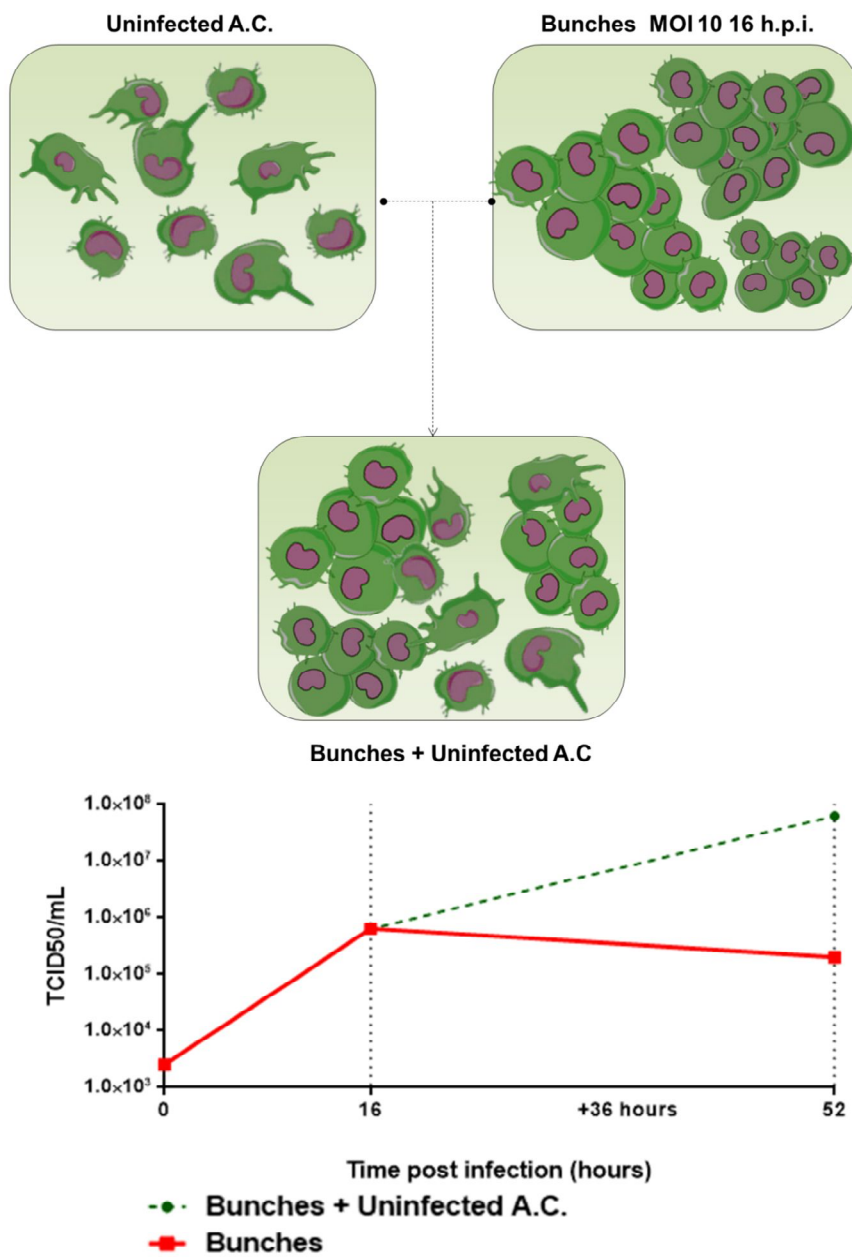 Uninfected A.C.
Bunches MOI 10 16 h.p.i.
Bunches + Uninfected A.C
1.0×10⁸
1.0×10⁷
1.0×10⁶
1.0×10⁵
1.0×10⁴
1.0×10³
TCID50/mL
0
16
+36 hours
52
Time post infection (hours)
Bunches + Uninfected A.C.
Bunches